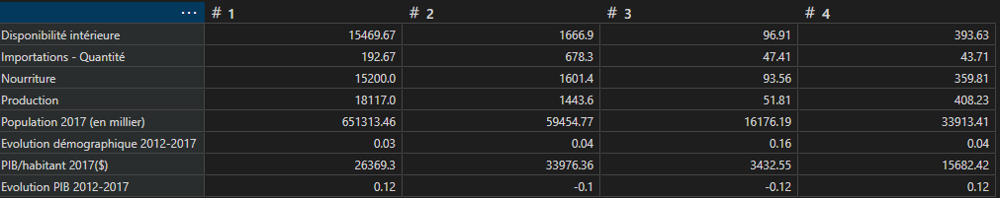 ... # 1 # 2 # 3 # 4
Disponibilité intérieure 15469.67 1666.9 96.91 393.63
Importations - Quantité 192.67 678.3 47.41 43.71
Nourriture 15200.0 1601.4 93.56 359.81
Production 18117.0 1443.6 51.81 408.23
Population 2017 (en millier) 651313.46 59454.77 16176.19 33913.41
Evolution démographique 2012-2017 0.03 0.04 0.16 0.04
PIB/habitant 2017($) 26369.3 33976.36 3432.55 15682.42
Evolution PIB 2012-2017 0.12 -0.1 -0.12 0.12